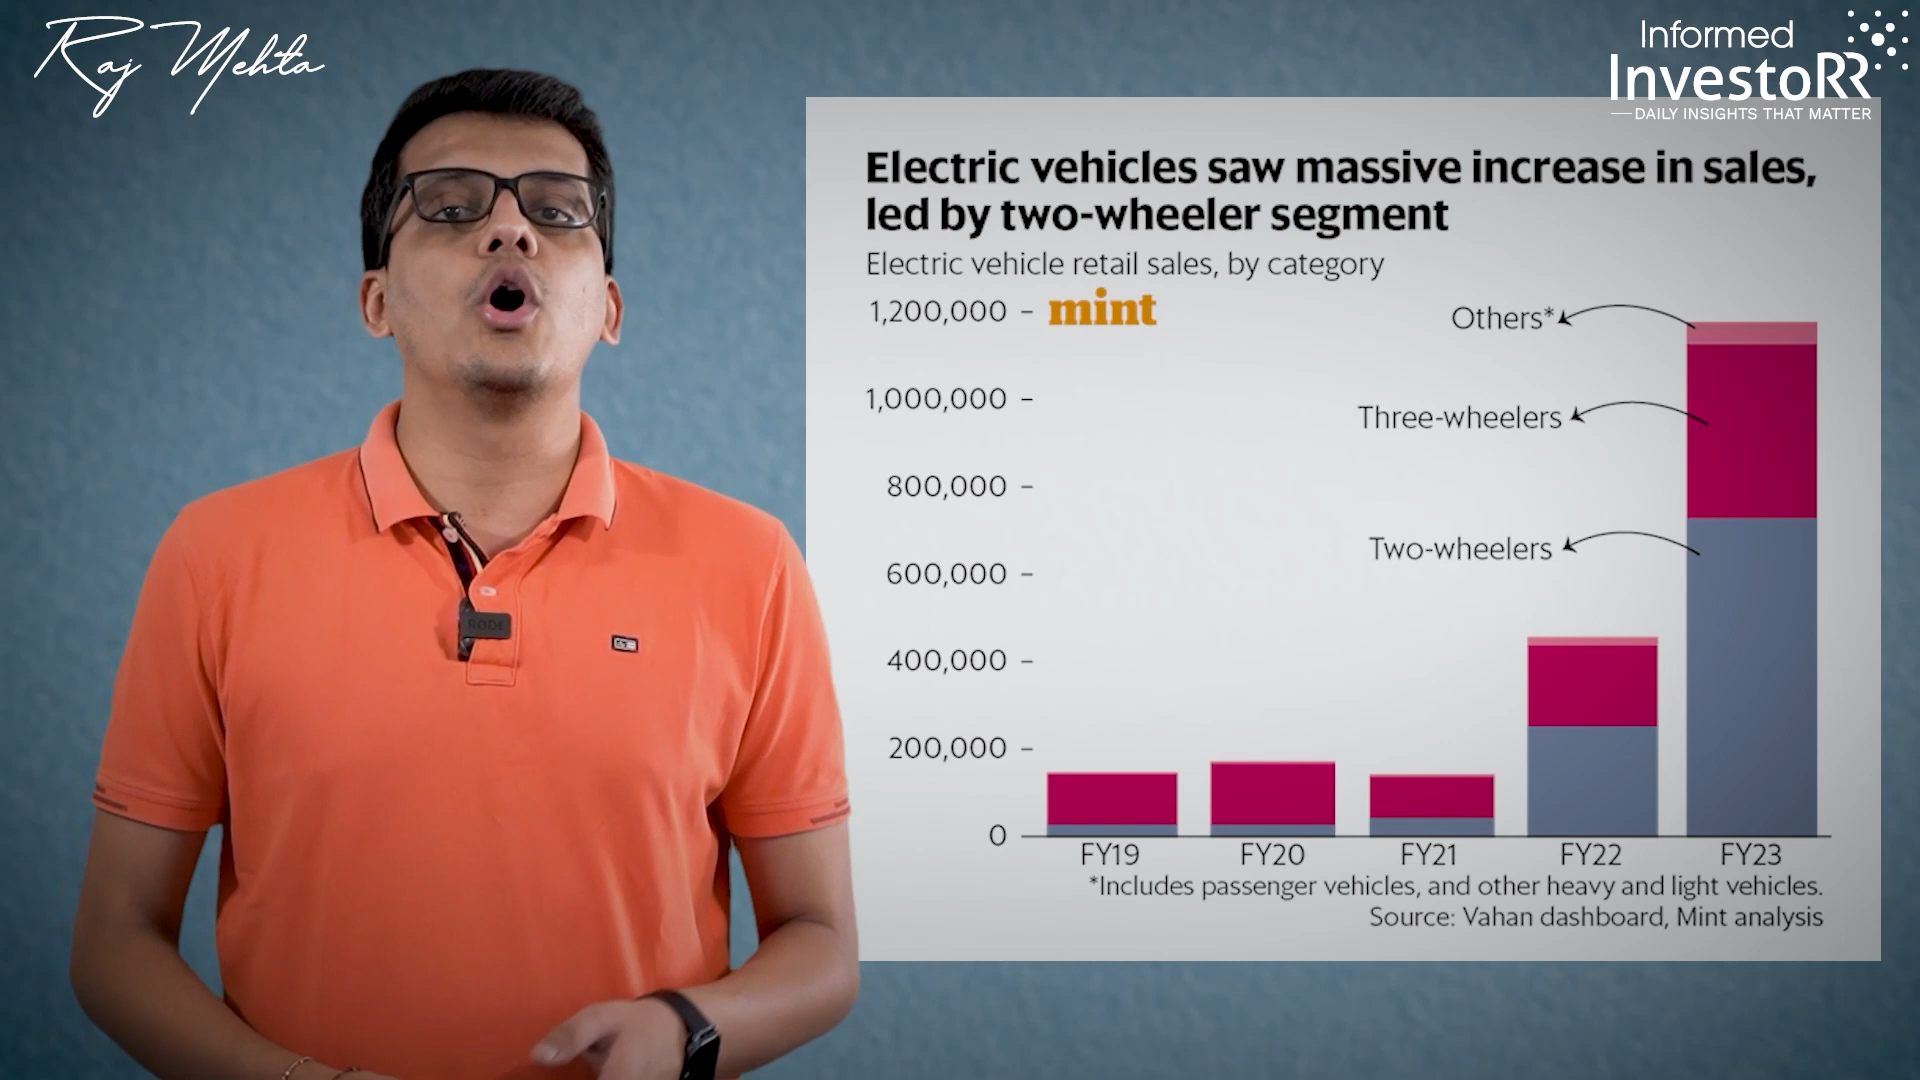 Raj Mehta
Informed
InvestoRR
DAILY INSIGHTS THAT MATTER
Electric vehicles saw massive increase in sales,
led by two-wheeler segment
Electric vehicle retail sales, by category
1,200,000
mint
Others*
1,000,000
Three-wheelers
800,000
Two-wheelers
600,000
400,000
200,000
0
FY19 FY20 FY21 FY22 FY23
*Includes passenger vehicles, and other heavy and light vehicles.
Source: Vahan dashboard, Mint analysis
RODE